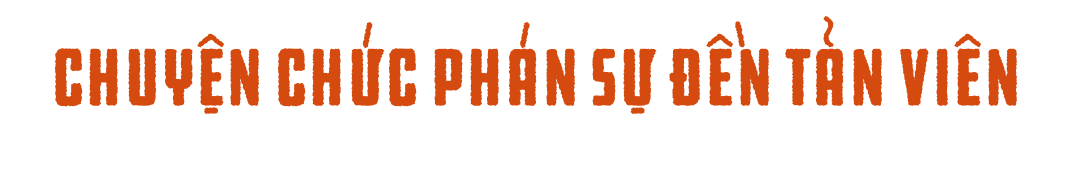 CHUYỆN CHỨC PHÁN SỰ ĐỀN TẢN VIÊN